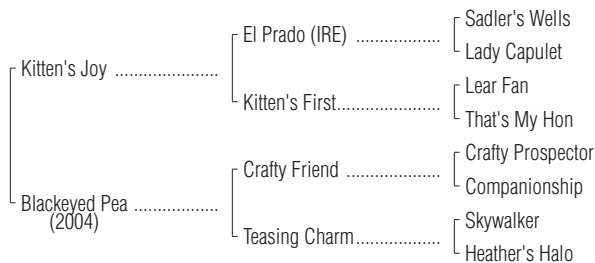 Sadler's Wells
El Prado (IRE) ...................
Lady Capulet
Kitten's Joy .......................
Lear Fan
Kitten's First.......................
That's My Hon
Crafty Prospector
Crafty Friend .....................
Companionship
Blackeyed Pea ...................
(2004)
Skywalker
Teasing Charm...................
Heather's Halo